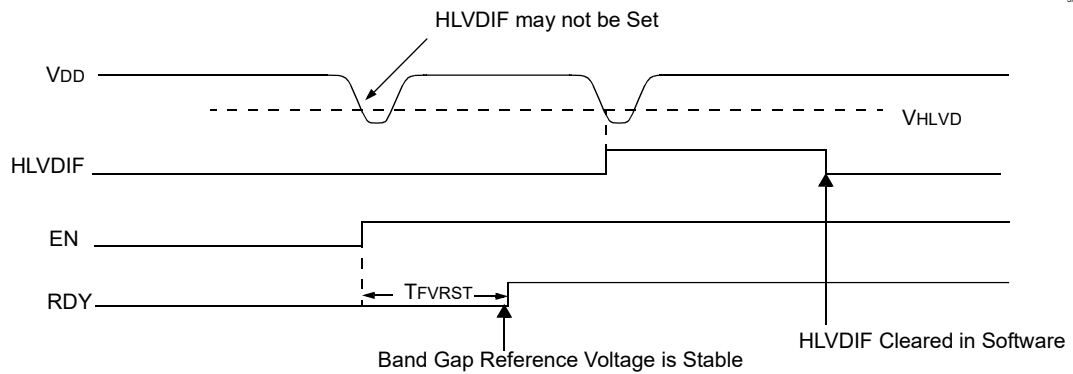 HLVDIF may not be Set
VDD
VHLVD
HLVDIF
EN
TFVRST
RDY
HLVDIF Cleared in Software
Band Gap Reference Voltage is Stable